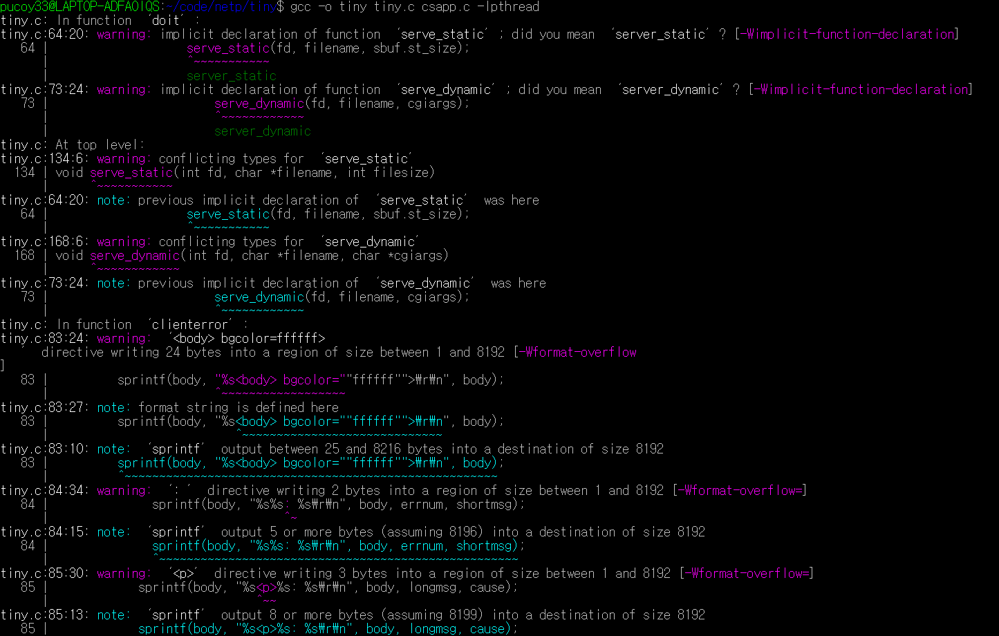 pucoy33@LAPTOP-ADFAOIQS:~/code/netp/tiny$ gcc -o tiny tiny.c csapp.c -lpthread
tiny.c: In function ‘doit’:
tiny.c:64:20: warning: implicit declaration of function ‘serve_static’; did you mean ‘server_static’? [-₩implicit-function-declaration]
64 | serve_static(fd, filename, sbuf.st_size);
| ^~~~~~~~~~~~
| server_static
tiny.c:73:24: warning: implicit declaration of function ‘serve_dynamic’; did you mean ‘server_dynamic’? [-₩implicit-function-declaration]
73 | serve_dynamic(fd, filename, cgiargs);
| ^~~~~~~~~~~~~
| server_dynamic
tiny.c: At top level:
tiny.c:134:6: warning: conflicting types for ‘serve_static’
134 | void serve_static(int fd, char *filename, int filesize)
| ^~~~~~~~~~~~
tiny.c:64:20: note: previous implicit declaration of ‘serve_static’ was here
64 | serve_static(fd, filename, sbuf.st_size);
| ^~~~~~~~~~~~
tiny.c:168:6: warning: conflicting types for ‘serve_dynamic’
168 | void serve_dynamic(int fd, char *filename, char *cgiargs)
| ^~~~~~~~~~~~~
tiny.c:73:24: note: previous implicit declaration of ‘serve_dynamic’ was here
73 | serve_dynamic(fd, filename, cgiargs);
| ^~~~~~~~~~~~~
tiny.c: In function ‘clienterror’:
tiny.c:83:24: warning: ‘<body> bgcolor=ffffff>
’ directive writing 24 bytes into a region of size between 1 and 8192 [-₩format-overflow
]
83 | sprintf(body, "%s<body> bgcolor=""ffffff"">₩r₩n", body);
| ^~~~~~~~~~~~~~~~~~~
tiny.c:83:27: note: format string is defined here
83 | sprintf(body, "%s<body> bgcolor=""ffffff"">₩r₩n", body);
| ^~~~~~~~~~~~~~~~~~~~~~~~~~~~~~
tiny.c:83:10: note: ‘sprintf’ output between 25 and 8216 bytes into a destination of size 8192
83 | sprintf(body, "%s<body> bgcolor=""ffffff"">₩r₩n", body);
| ^~~~~~~~~~~~~~~~~~~~~~~~~~~~~~~~~~~~~~~~~~~~~~~~~~~~~~~
tiny.c:84:34: warning: ‘: ’ directive writing 2 bytes into a region of size between 1 and 8192 [-₩format-overflow=]
84 | sprintf(body, "%s%s: %s₩r₩n", body, errnum, shortmsg);
| ^~
tiny.c:84:15: note: ‘sprintf’ output 5 or more bytes (assuming 8196) into a destination of size 8192
84 | sprintf(body, "%s%s: %s₩r₩n", body, errnum, shortmsg);
| ^~~~~~~~~~~~~~~~~~~~~~~~~~~~~~~~~~~~~~~~~~~~~~~~~~~~~
tiny.c:85:30: warning: ‘<p>’ directive writing 3 bytes into a region of size between 1 and 8192 [-₩format-overflow=]
85 | sprintf(body, "%s<p>%s: %s₩r₩n", body, longmsg, cause);
| ^~~
tiny.c:85:13: note: ‘sprintf’ output 8 or more bytes (assuming 8199) into a destination of size 8192
85 | sprintf(body, "%s<p>%s: %s₩r₩n", body, longmsg, cause);